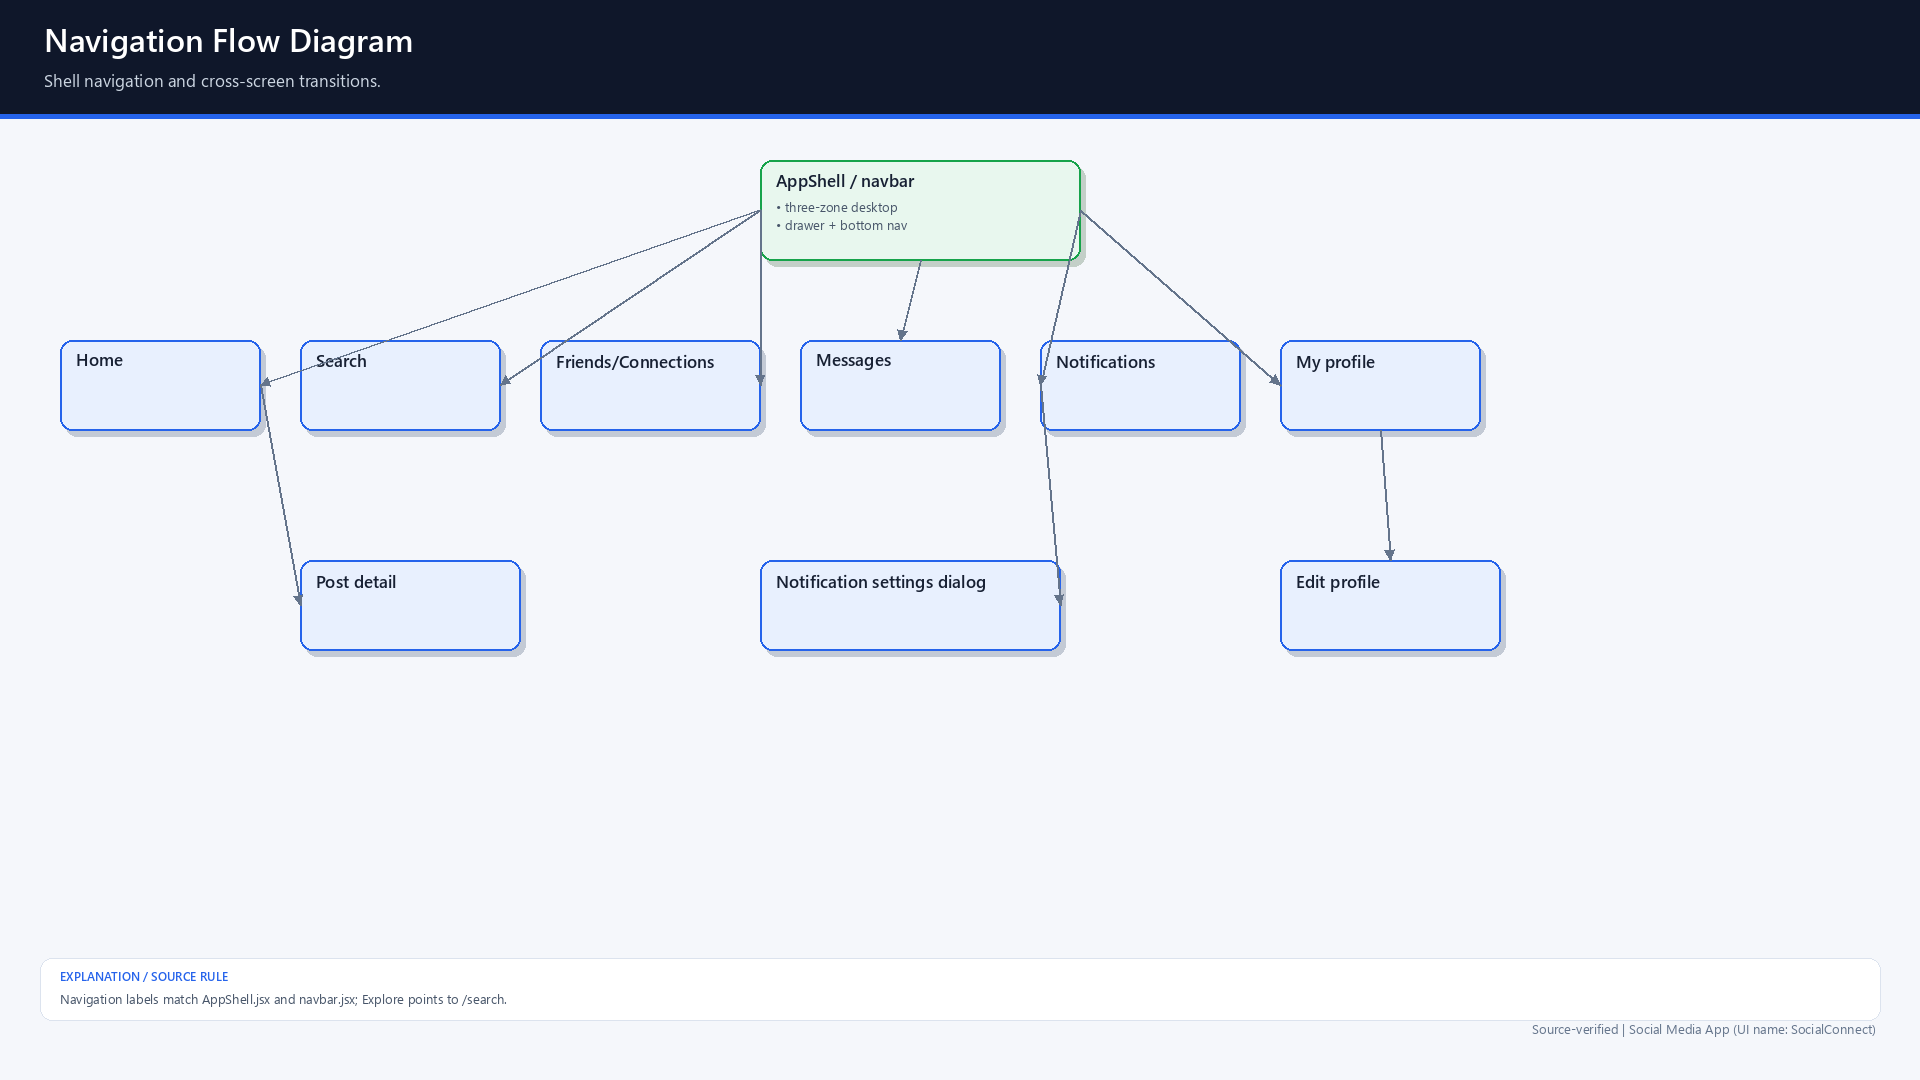 Navigation Flow Diagram
Shell navigation and cross-screen transitions.
AppShell / navbar
• three-zone desktop
• drawer + bottom nav
Home
Search
Friends/Connections
Messages
Notifications
My profile
Post detail
Notification settings dialog
Edit profile
EXPLANATION / SOURCE RULE
Navigation labels match AppShell.jsx and navbar.jsx; Explore points to /search.
Source-verified | Social Media App (UI name: SocialConnect)